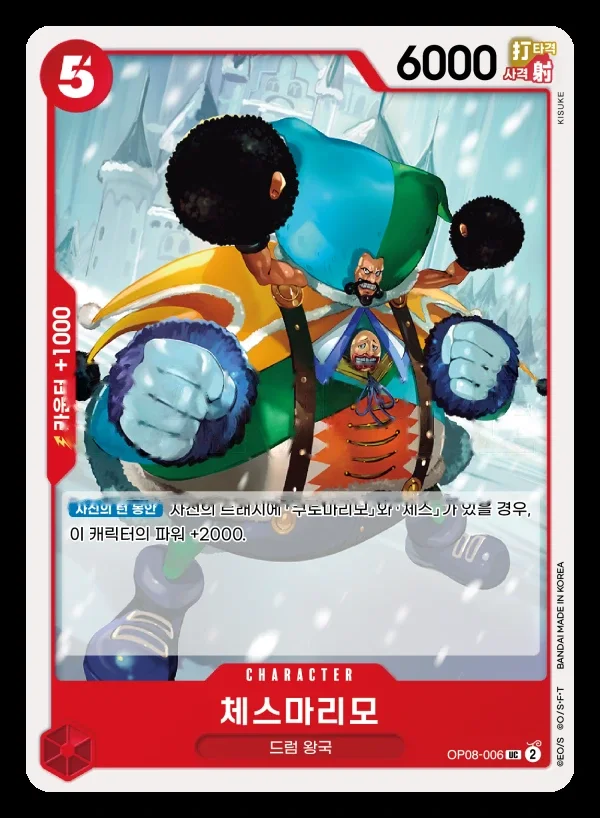 5
6000
打 타격
사격 射
KISUKE
카운터 +1000
자신의 턴 동안 자신의 트래시에 「쿠로마리모」와 「체스」가 있을 경우,
이 캐릭터의 파워 +2000.
CHARACTER
체스마리모
드럼 왕국
OP08-006 UC 2
©EO/S ©O/S·F·T BANDAI MADE IN KOREA